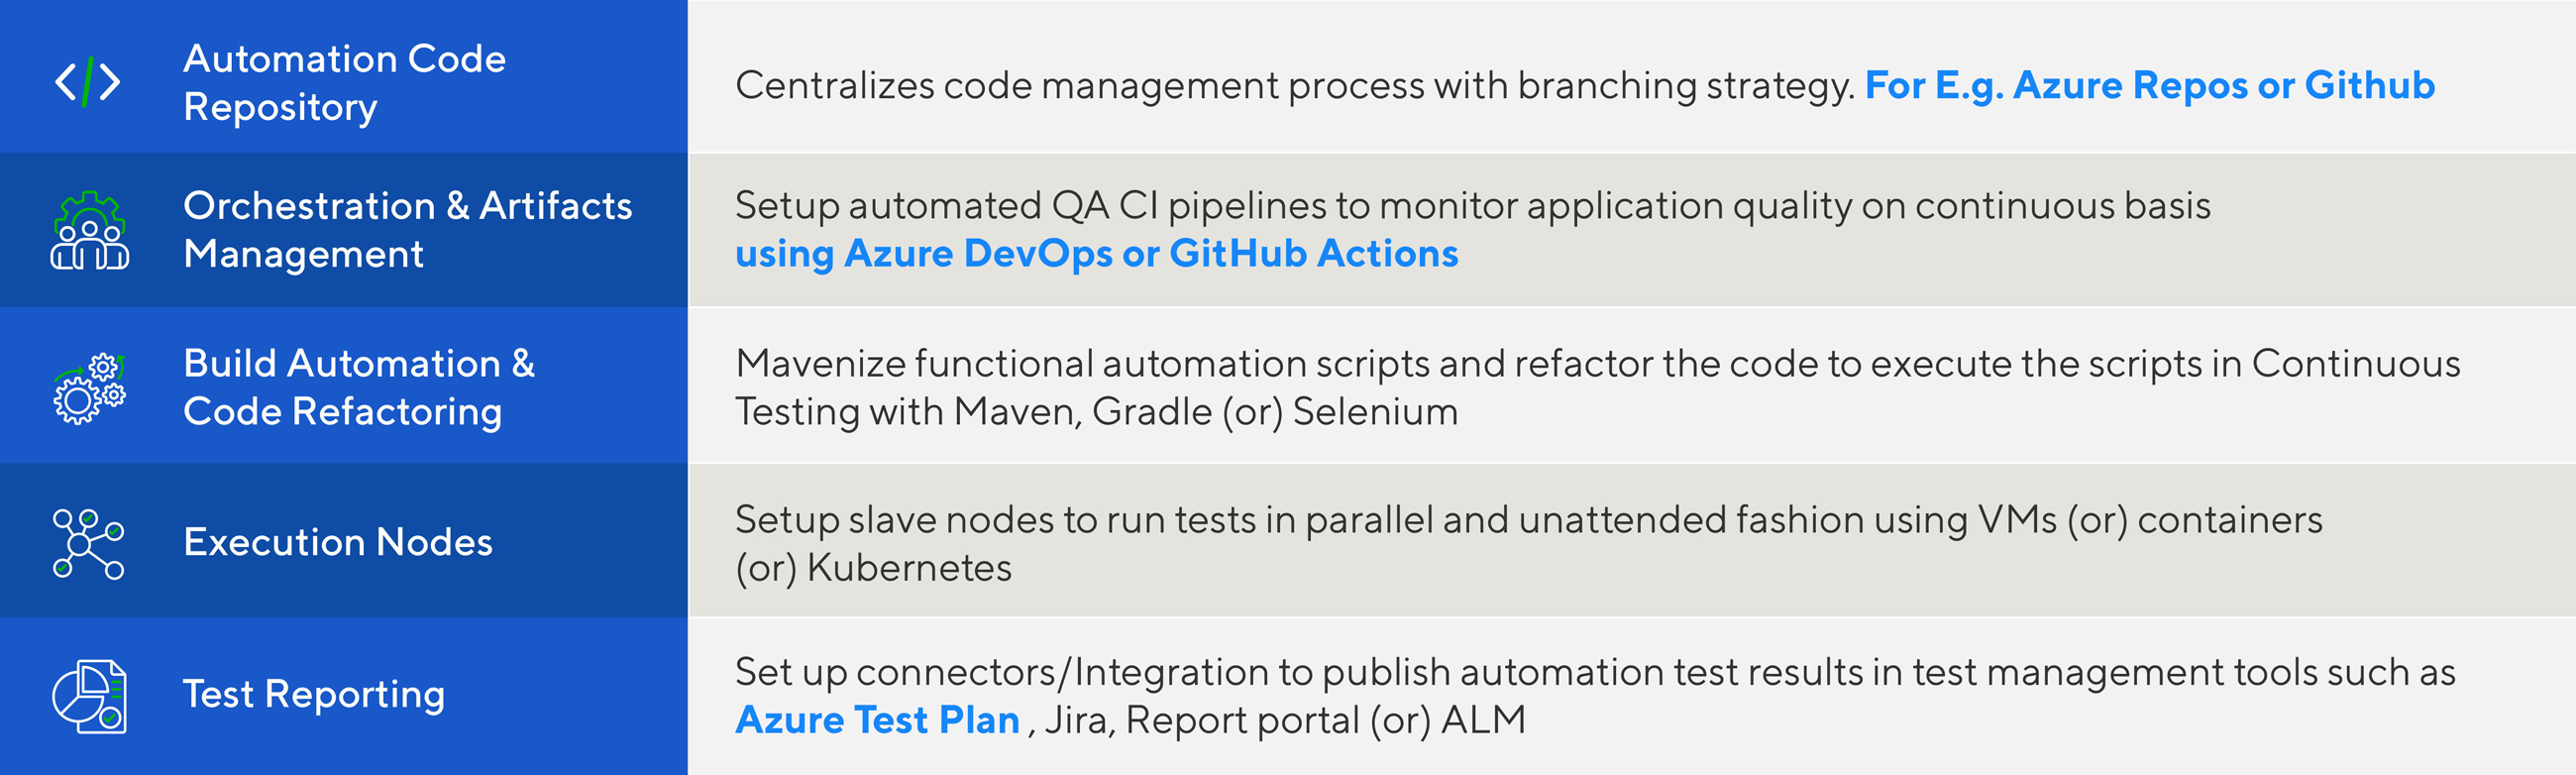 Automation Code
Repository
Centralizes code management process with branching strategy. For E.g. Azure Repos or Github
Orchestration & Artifacts
Management
Setup automated QA CI pipelines to monitor application quality on continuous basis
using Azure DevOps or GitHub Actions
Build Automation &
Code Refactoring
Mavenize functional automation scripts and refactor the code to execute the scripts in Continuous
Testing with Maven, Gradle (or) Selenium
Execution Nodes
Setup slave nodes to run tests in parallel and unattended fashion using VMs (or) containers
(or) Kubernetes
Test Reporting
Set up connectors/Integration to publish automation test results in test management tools such as
Azure Test Plan , Jira, Report portal (or) ALM